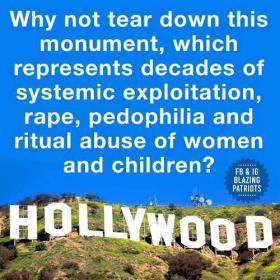 Why not tear down this
monument, which
represents decades of
systemic exploitation,
rape, pedophilia and
ritual abuse of women
and children?
FB & IG
BLAZING
PATRIOTS
HOLLYWOOD